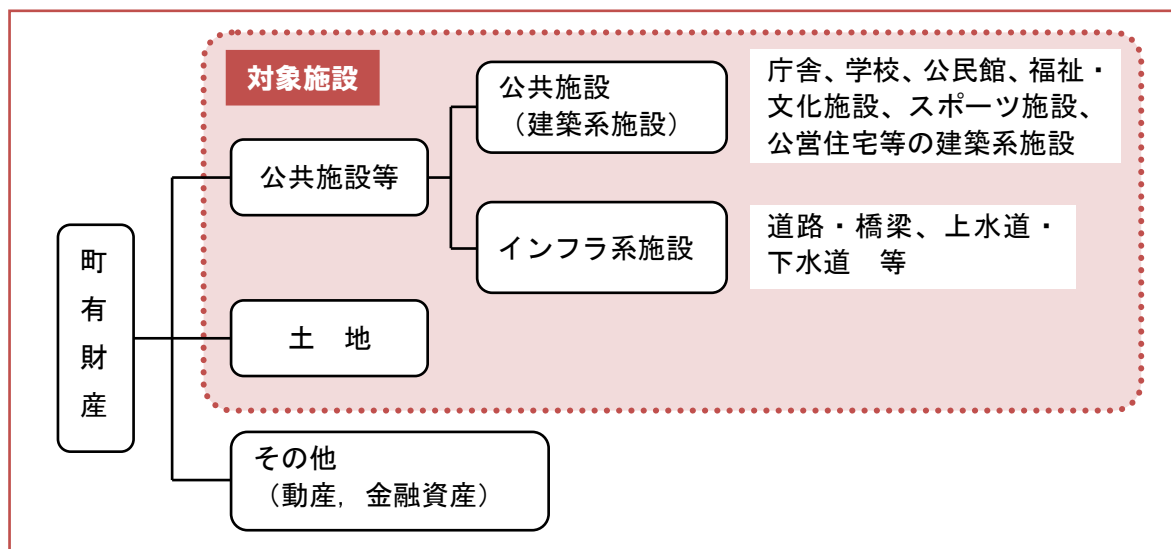 対象施設
公共施設
（建築系施設）
庁舎、学校、公民館、福祉・
文化施設、スポーツ施設、
公営住宅等の建築系施設
公共施設等
インフラ系施設
道路・橋梁、上水道・
下水道　等
町有財産
土　地
その他
（動産，金融資産）